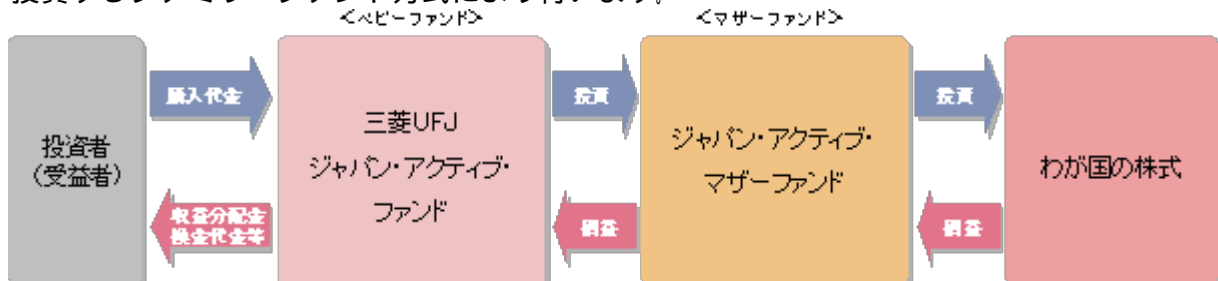 投資するファミリーファンド方式により行います。
<ベビーファンド>
<マザーファンド>
購入代金
投資
投資
投資者
(受益者)
三菱UFJ
ジャパン・アクティブ・
ファンド
ジャパン・アクティブ・
マザーファンド
わが国の株式
収益分配金
換金代金等
損益
損益